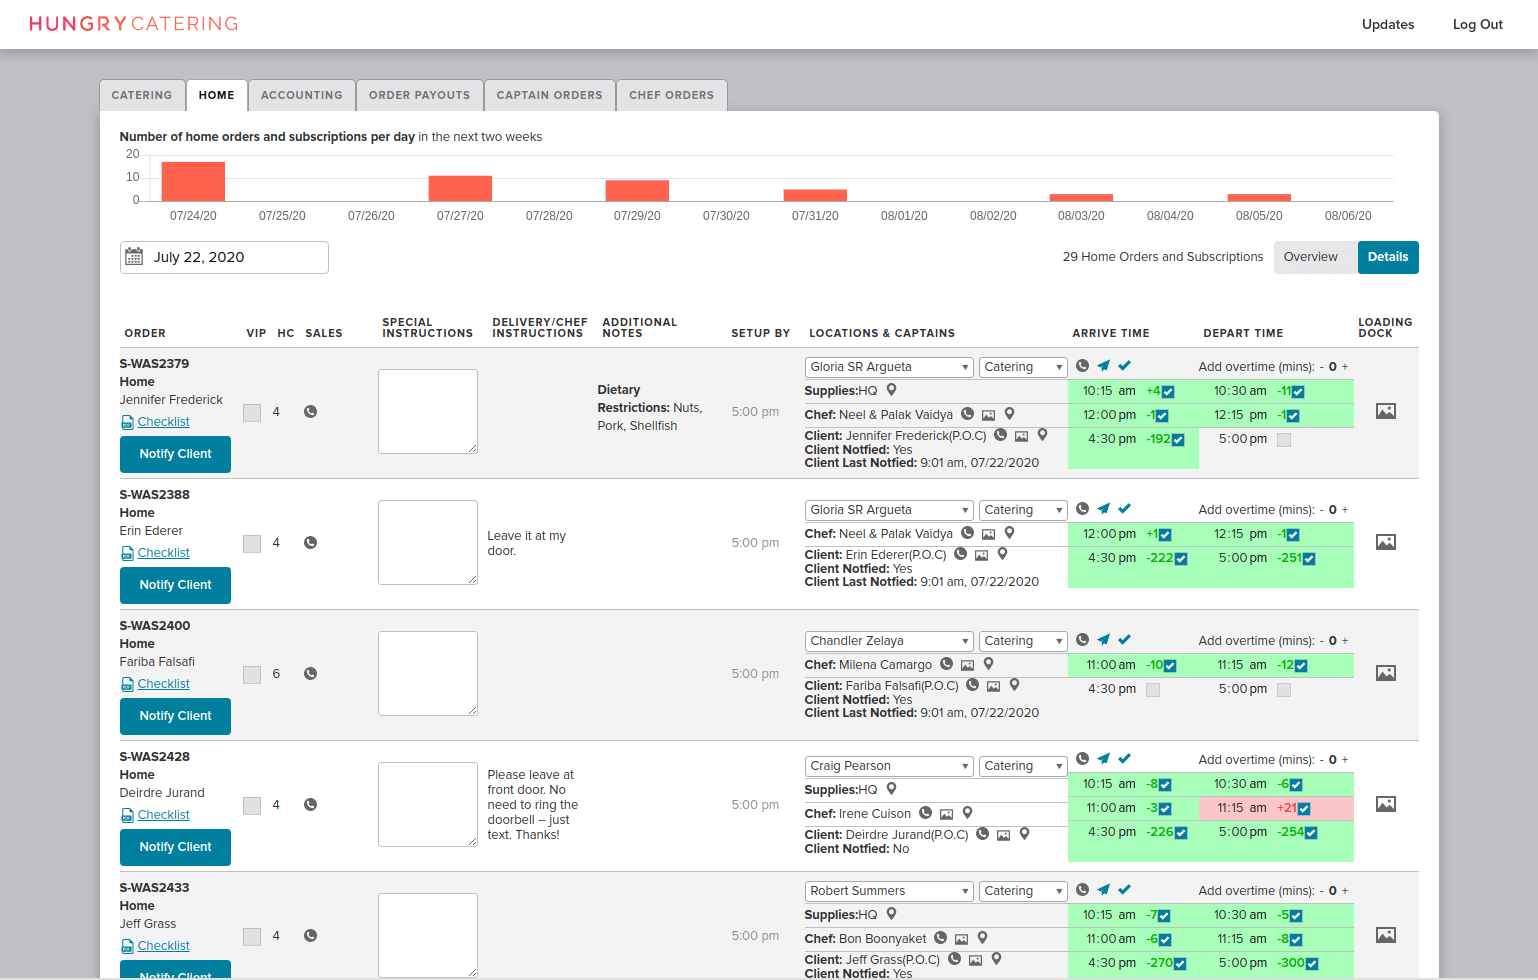 HUNGRY CATERING
Updates
Log Out
CATERING
HOME
ACCOUNTING
ORDER PAYOUTS
CAPTAIN ORDERS
CHEF ORDERS
Number of home orders and subscriptions per day in the next two weeks
20
10
0
07/24/20 07/25/20 07/26/20 07/27/20 07/28/20 07/29/20 07/30/20 07/31/20 08/01/20 08/02/20 08/03/20 08/04/20 08/05/20 08/06/20
July 22, 2020
29 Home Orders and Subscriptions
Overview
Details
ORDER
VIP
HC
SALES
SPECIAL
INSTRUCTIONS
DELIVERY/CHEF
INSTRUCTIONS
ADDITIONAL
NOTES
SETUP BY
LOCATIONS & CAPTAINS
ARRIVE TIME
DEPART TIME
LOADING
DOCK
S-WAS2379
Home
Jennifer Frederick
Checklist
Notify Client
4
Dietary
Restrictions: Nuts,
Pork, Shellfish
5:00 pm
Gloria SR Argueta
Catering
Add overtime (mins): - 0 +
Supplies:HQ
10:15 am -+4
10:30 am -11
Chef: Neel & Palak Vaidya
12:00 pm -1
12:15 pm -1
Client: Jennifer Frederick(P.O.C)
Client Notfied: Yes
Client Last Notfied: 9:01 am, 07/22/2020
4:30 pm -192
5:00 pm
S-WAS2388
Home
Erin Ederer
Checklist
Notify Client
4
Leave it at my
door.
5:00 pm
Gloria SR Argueta
Catering
Add overtime (mins): - 0 +
Chef: Neel & Palak Vaidya
12:00 pm +1
12:15 pm -1
Client: Erin Ederer(P.O.C)
Client Notfied: Yes
Client Last Notfied: 9:01 am, 07/22/2020
4:30 pm -222
5:00 pm -251
S-WAS2400
Home
Fariba Falsafi
Checklist
Notify Client
6
5:00 pm
Chandler Zelaya
Catering
Add overtime (mins): - 0 +
Chef: Milena Camargo
11:00 am -10
11:15 am -12
Client: Fariba Falsafi(P.O.C)
Client Notfied: Yes
Client Last Notfied: 9:01 am, 07/22/2020
4:30 pm
5:00 pm
S-WAS2428
Home
Deirdre Jurand
Checklist
Notify Client
4
Please leave at
front door. No
need to ring the
doorbell -- just
text. Thanks!
5:00 pm
Craig Pearson
Catering
Add overtime (mins): - 0 +
Supplies:HQ
10:15 am -8
10:30 am -6
Chef: Irene Cuison
11:00 am -3
11:15 am +21
Client: Deirdre Jurand(P.O.C)
Client Notfied: No
4:30 pm -226
5:00 pm -254
S-WAS2433
Home
Jeff Grass
Checklist
Notify Client
4
5:00 pm
Robert Summers
Catering
Add overtime (mins): - 0 +
Supplies:HQ
10:15 am -7
10:30 am -5
Chef: Bon Boonyaket
11:00 am -6
11:15 am -8
Client: Jeff Grass(P.O.C)
Client Notfied: Yes
4:30 pm -270
5:00 pm -300